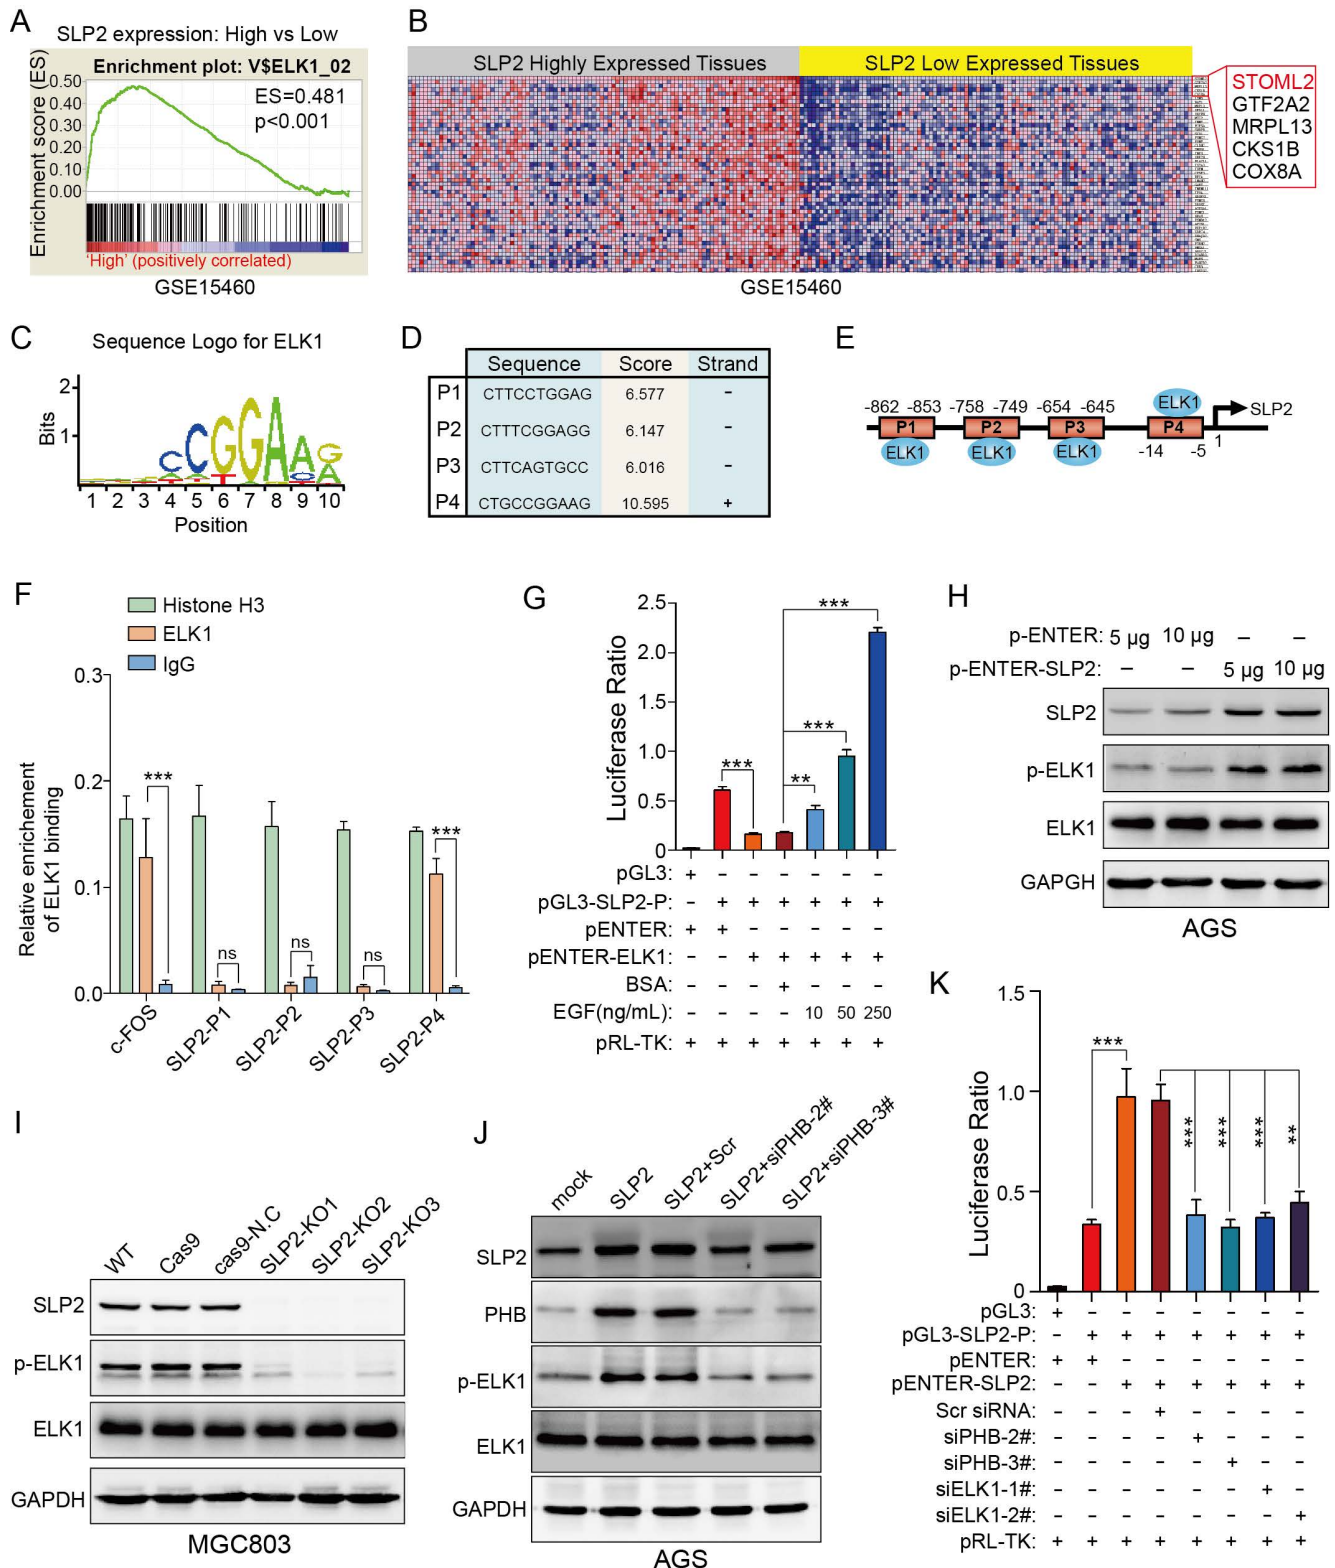 A
SLP2 expression: High vs Low
Enrichment plot: V$ELK1_02
Enrichment score (ES)
0.50
0.40
0.30
0.20
0.10
0.00
ES=0.481
p<0.001
'High' (positively correlated)
GSE15460
B
SLP2 Highly Expressed Tissues
SLP2 Low Expressed Tissues
STOML2
GTF2A2
MRPL13
CKS1B
COX8A
GSE15460
C
Sequence Logo for ELK1
Bits
2
1
1 2 3 4 5 6 7 8 9 10
Position
D
Sequence Score Strand
P1 CTTCCTGGAG 6.577 −
P2 CTTTCGGAGG 6.147 −
P3 CTTCAGTGCC 6.016 −
P4 CTGCCGGAAG 10.595 +
E
-862 -853 -758 -749 -654 -645 ELK1 SLP2
P1 P2 P3 P4
ELK1 ELK1 ELK1 -14 -5 1
F
Histone H3
ELK1
IgG
Relative enrichement
of ELK1 binding
0.3
0.2
0.1
0.0
*** ns ns ns ***
c-FOS SLP2-P1 SLP2-P2 SLP2-P3 SLP2-P4
G
Luciferase Ratio
2.5
2.0
1.5
1.0
0.5
0
*** ** *** ***
pGL3: + − − − − − −
pGL3-SLP2-P: − + + + + + +
pENTER: + + − − − − −
pENTER-ELK1: − − + + + + +
BSA: − − − + − − −
EGF(ng/mL): − − − − 10 50 250
pRL-TK: + + + + + + +
H
p-ENTER: 5 μg 10 μg − −
p-ENTER-SLP2: − − 5 μg 10 μg
SLP2
p-ELK1
ELK1
GAPGH
AGS
I
WT Cas9 cas9-N.C SLP2-KO1 SLP2-KO2 SLP2-KO3
SLP2
p-ELK1
ELK1
GAPDH
MGC803
J
mock SLP2 SLP2+Scr SLP2+siPHB-2# SLP2+siPHB-3#
SLP2
PHB
p-ELK1
ELK1
GAPDH
AGS
K
Luciferase Ratio
1.5
1.0
0.5
0
*** *** *** *** **
pGL3: + − − − − − − −
pGL3-SLP2-P: − + + + + + + +
pENTER: + + − − − − − −
pENTER-SLP2: − − + + + + + +
Scr siRNA: − − − + − − − −
siPHB-2#: − − − − + − − −
siPHB-3#: − − − − − + − −
siELK1-1#: − − − − − − + −
siELK1-2#: − − − − − − − +
pRL-TK: + + + + + + + +